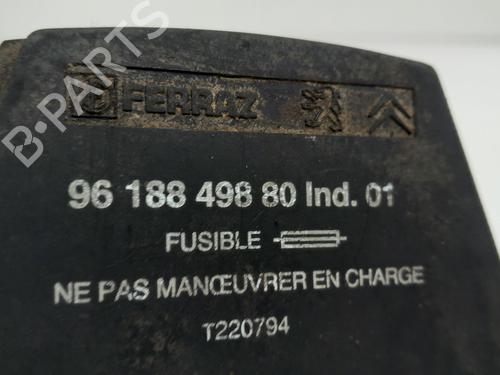 FERRAZ
96 188 498 80 Ind. 01
FUSIBLE
NE PAS MANŒUVRER EN CHARGE
T220794
B-PARTS